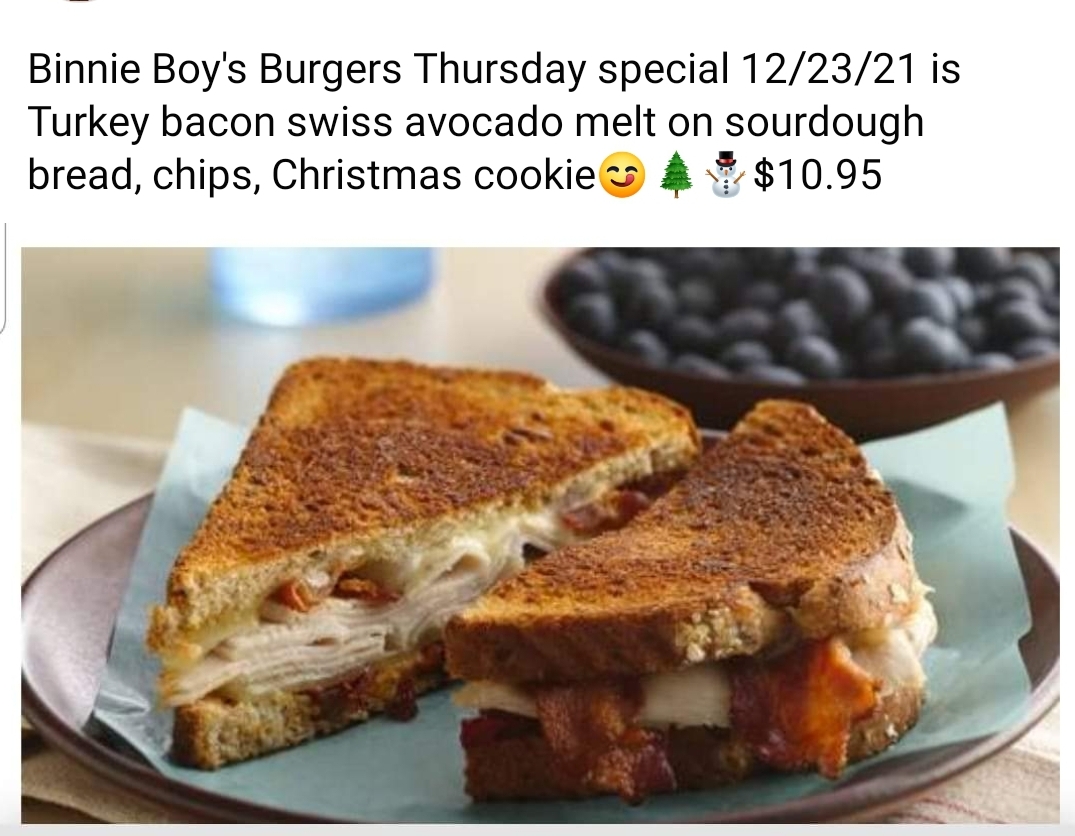 Binnie Boy's Burgers Thursday special 12/23/21 is
Turkey bacon swiss avocado melt on sourdough
bread, chips, Christmas cookie😋🌲⛄$10.95